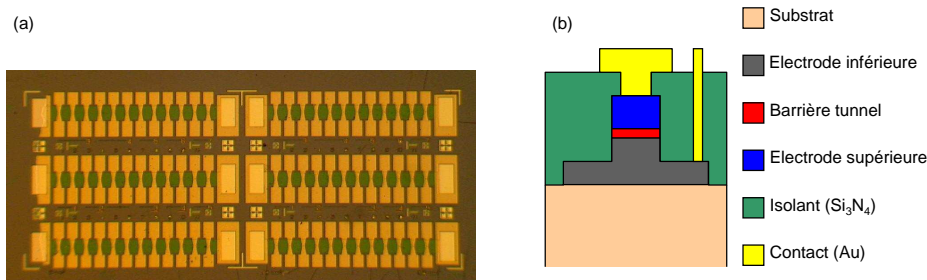 (a)
(b)
Substrat
Electrode inférieure
Barrière tunnel
Electrode supérieure
Isolant (Si₃N₄)
Contact (Au)